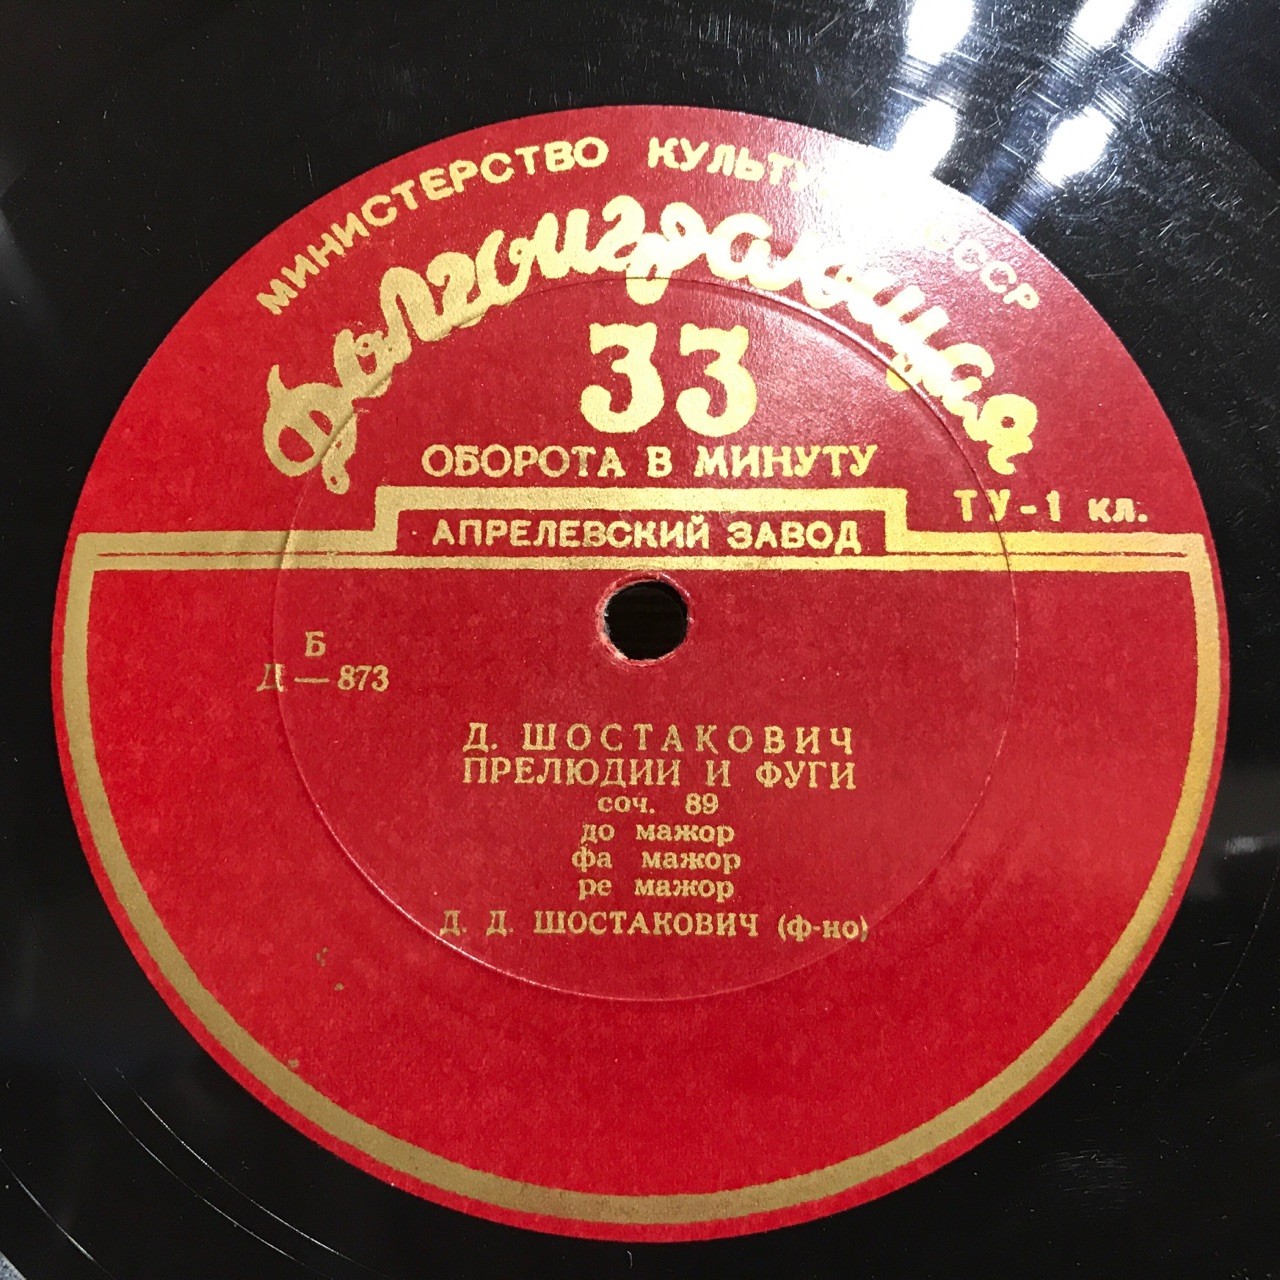 МИНИСТЕРСТВО КУЛЬТУ СССР
Долгоиграющая
33
ОБОРОТА В МИНУТУ
ТУ-1 кл.
АПРЕЛЕВСКИЙ ЗАВОД
Б
Д — 873
Д. ШОСТАКОВИЧ
ПРЕЛЮДИИ И ФУГИ
соч. 89
до мажор
фа мажор
ре мажор
Д. Д. ШОСТАКОВИЧ (ф-но)